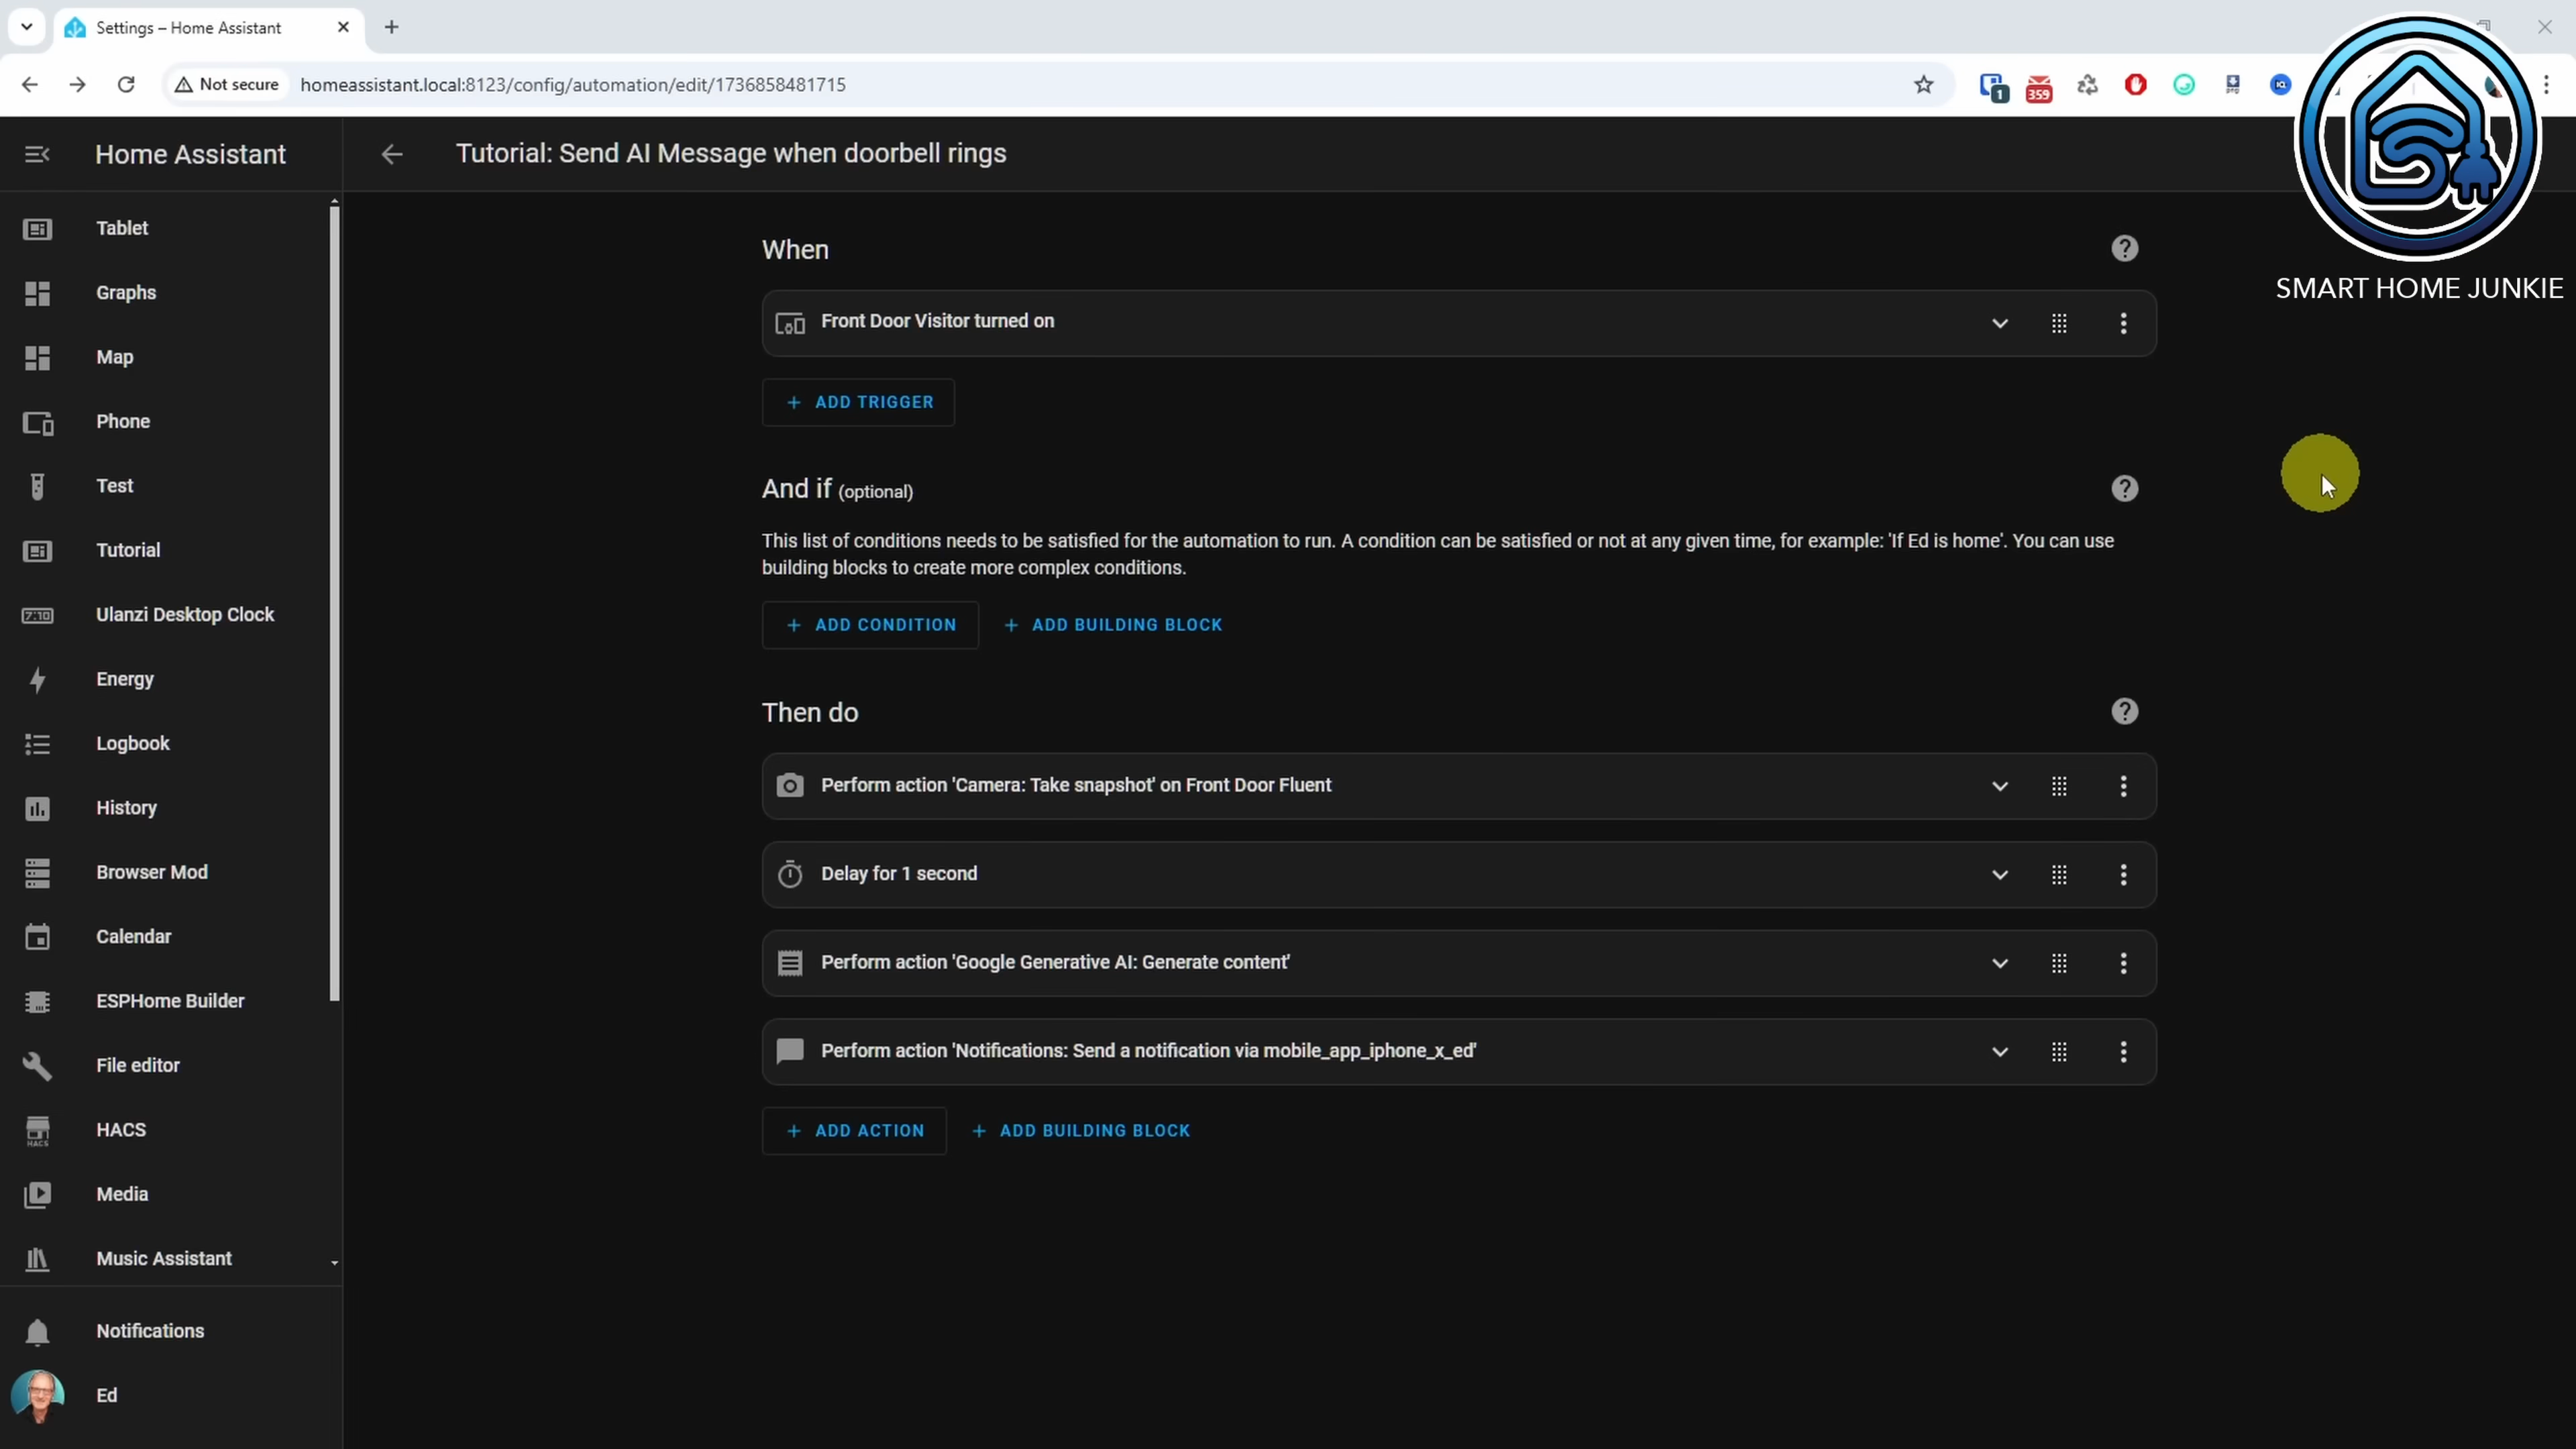 Settings – Home Assistant
Not secure
homeassistant.local:8123/config/automation/edit/1736858481715
1
359
Home Assistant
Tutorial: Send AI Message when doorbell rings
SMART HOME JUNKIE
Tablet
Graphs
Map
Phone
Test
Tutorial
7:10
Ulanzi Desktop Clock
Energy
Logbook
History
Browser Mod
Calendar
ESPHome Builder
File editor
HACS
HACS
Media
Music Assistant
Notifications
Ed
When
Front Door Visitor turned on
ADD TRIGGER
And if (optional)
This list of conditions needs to be satisfied for the automation to run. A condition can be satisfied or not at any given time, for example: 'If Ed is home'. You can use
building blocks to create more complex conditions.
ADD CONDITION
ADD BUILDING BLOCK
Then do
Perform action 'Camera: Take snapshot' on Front Door Fluent
Delay for 1 second
Perform action 'Google Generative AI: Generate content'
Perform action 'Notifications: Send a notification via mobile_app_iphone_x_ed'
ADD ACTION
ADD BUILDING BLOCK